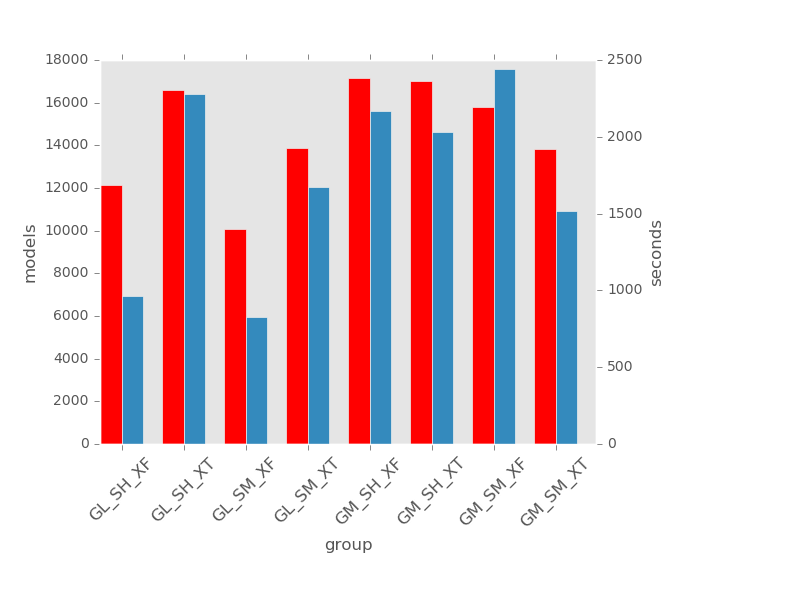 18000
16000
14000
12000
10000
8000
6000
4000
2000
0
models
2500
2000
1500
1000
500
0
seconds
GL_SH_XF
GL_SH_XT
GL_SM_XF
GL_SM_XT
GM_SH_XF
GM_SH_XT
GM_SM_XF
GM_SM_XT
group